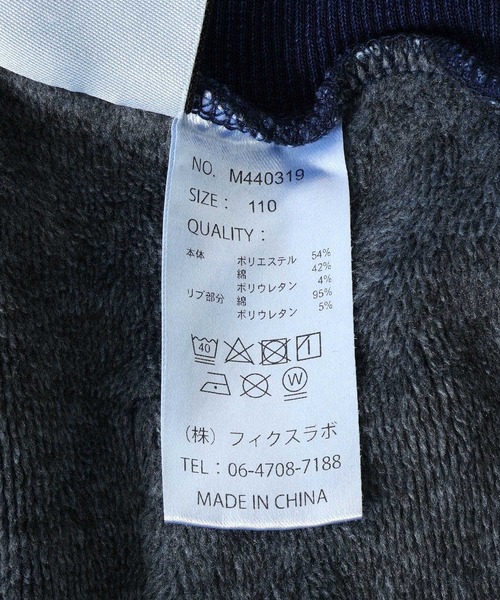 NO. M440319
SIZE : 110
QUALITY :
本体 ポリエステル 54%
綿 42%
ポリウレタン 4%
リブ部分 綿 95%
ポリウレタン 5%
40
W
(株) フィクスラボ
TEL : 06-4708-7188
MADE IN CHINA